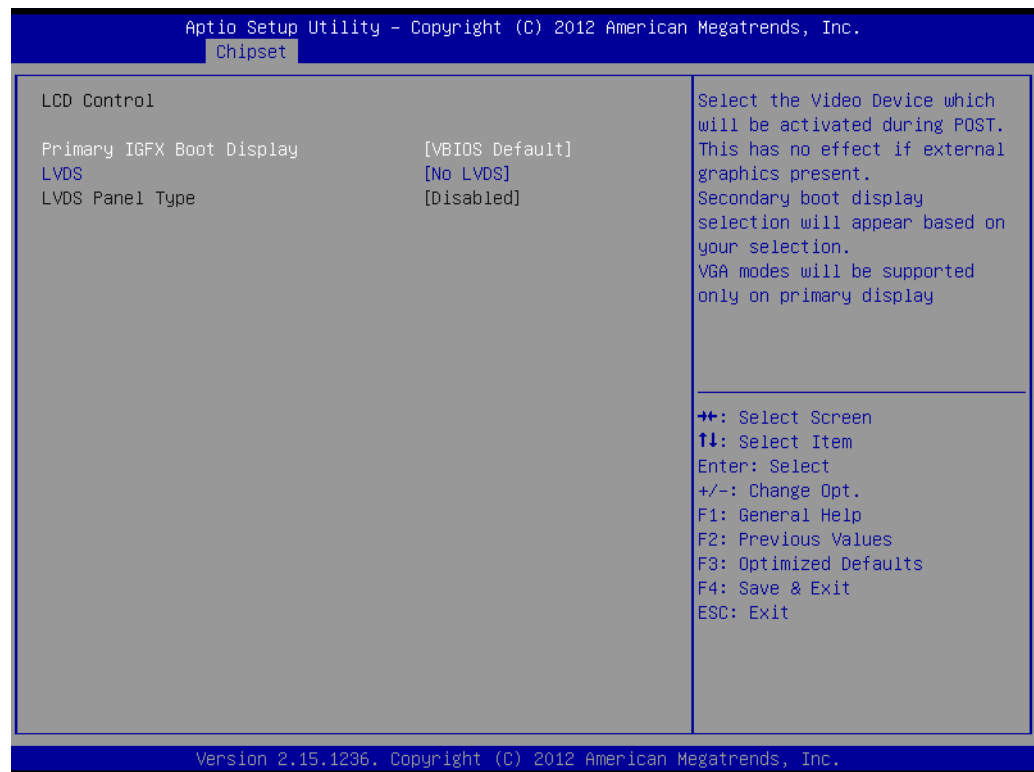 Aptio Setup Utility – Copyright (C) 2012 American Megatrends, Inc.
Chipset
LCD Control
Primary IGFX Boot Display [VBIOS Default]
LVDS [No LVDS]
LVDS Panel Type [Disabled]
Select the Video Device which
will be activated during POST.
This has no effect if external
graphics present.
Secondary boot display
selection will appear based on
your selection.
VGA modes will be supported
only on primary display
→←: Select Screen
↑↓: Select Item
Enter: Select
+/-: Change Opt.
F1: General Help
F2: Previous Values
F3: Optimized Defaults
F4: Save & Exit
ESC: Exit
Version 2.15.1236. Copyright (C) 2012 American Megatrends, Inc.